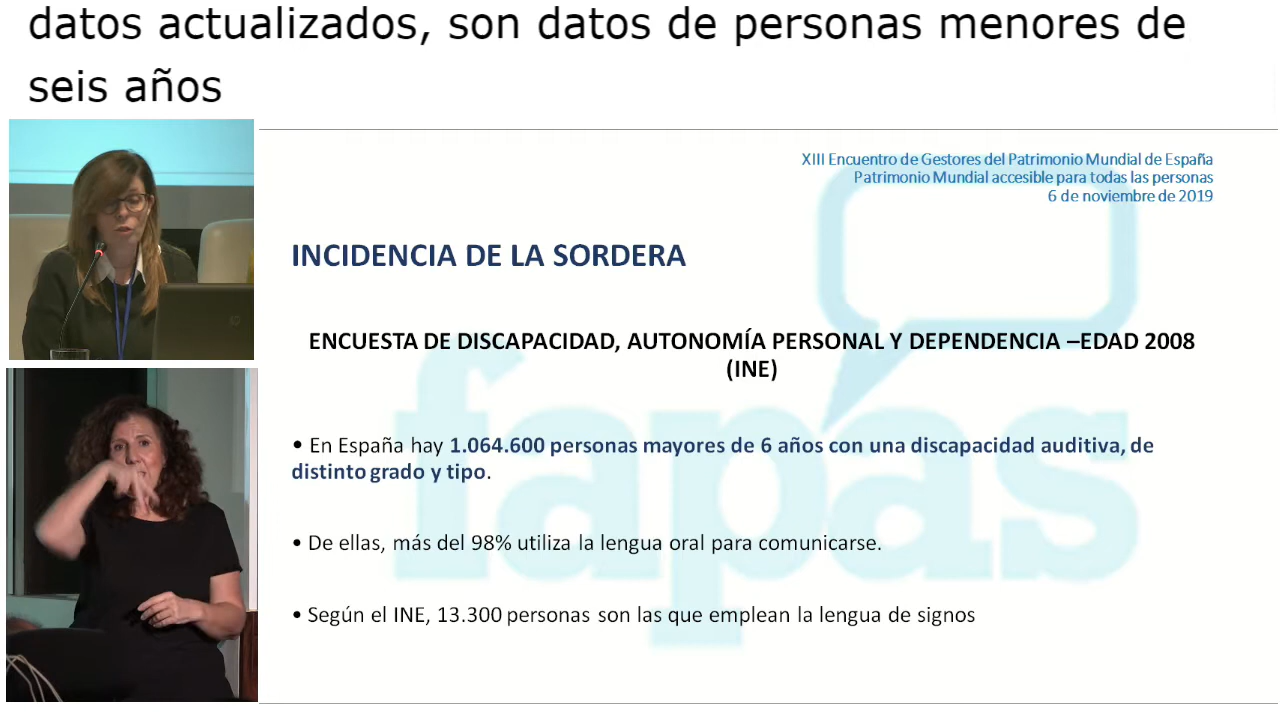 datos actualizados, son datos de personas menores de
seis años
XIII Encuentro de Gestores del Patrimonio Mundial de España
Patrimonio Mundial accesible para todas las personas
6 de noviembre de 2019
INCIDENCIA DE LA SORDERA
ENCUESTA DE DISCAPACIDAD, AUTONOMÍA PERSONAL Y DEPENDENCIA –EDAD 2008
(INE)
• En España hay 1.064.600 personas mayores de 6 años con una discapacidad auditiva, de
distinto grado y tipo.
• De ellas, más del 98% utiliza la lengua oral para comunicarse.
• Según el INE, 13.300 personas son las que emplean la lengua de signos
fapas